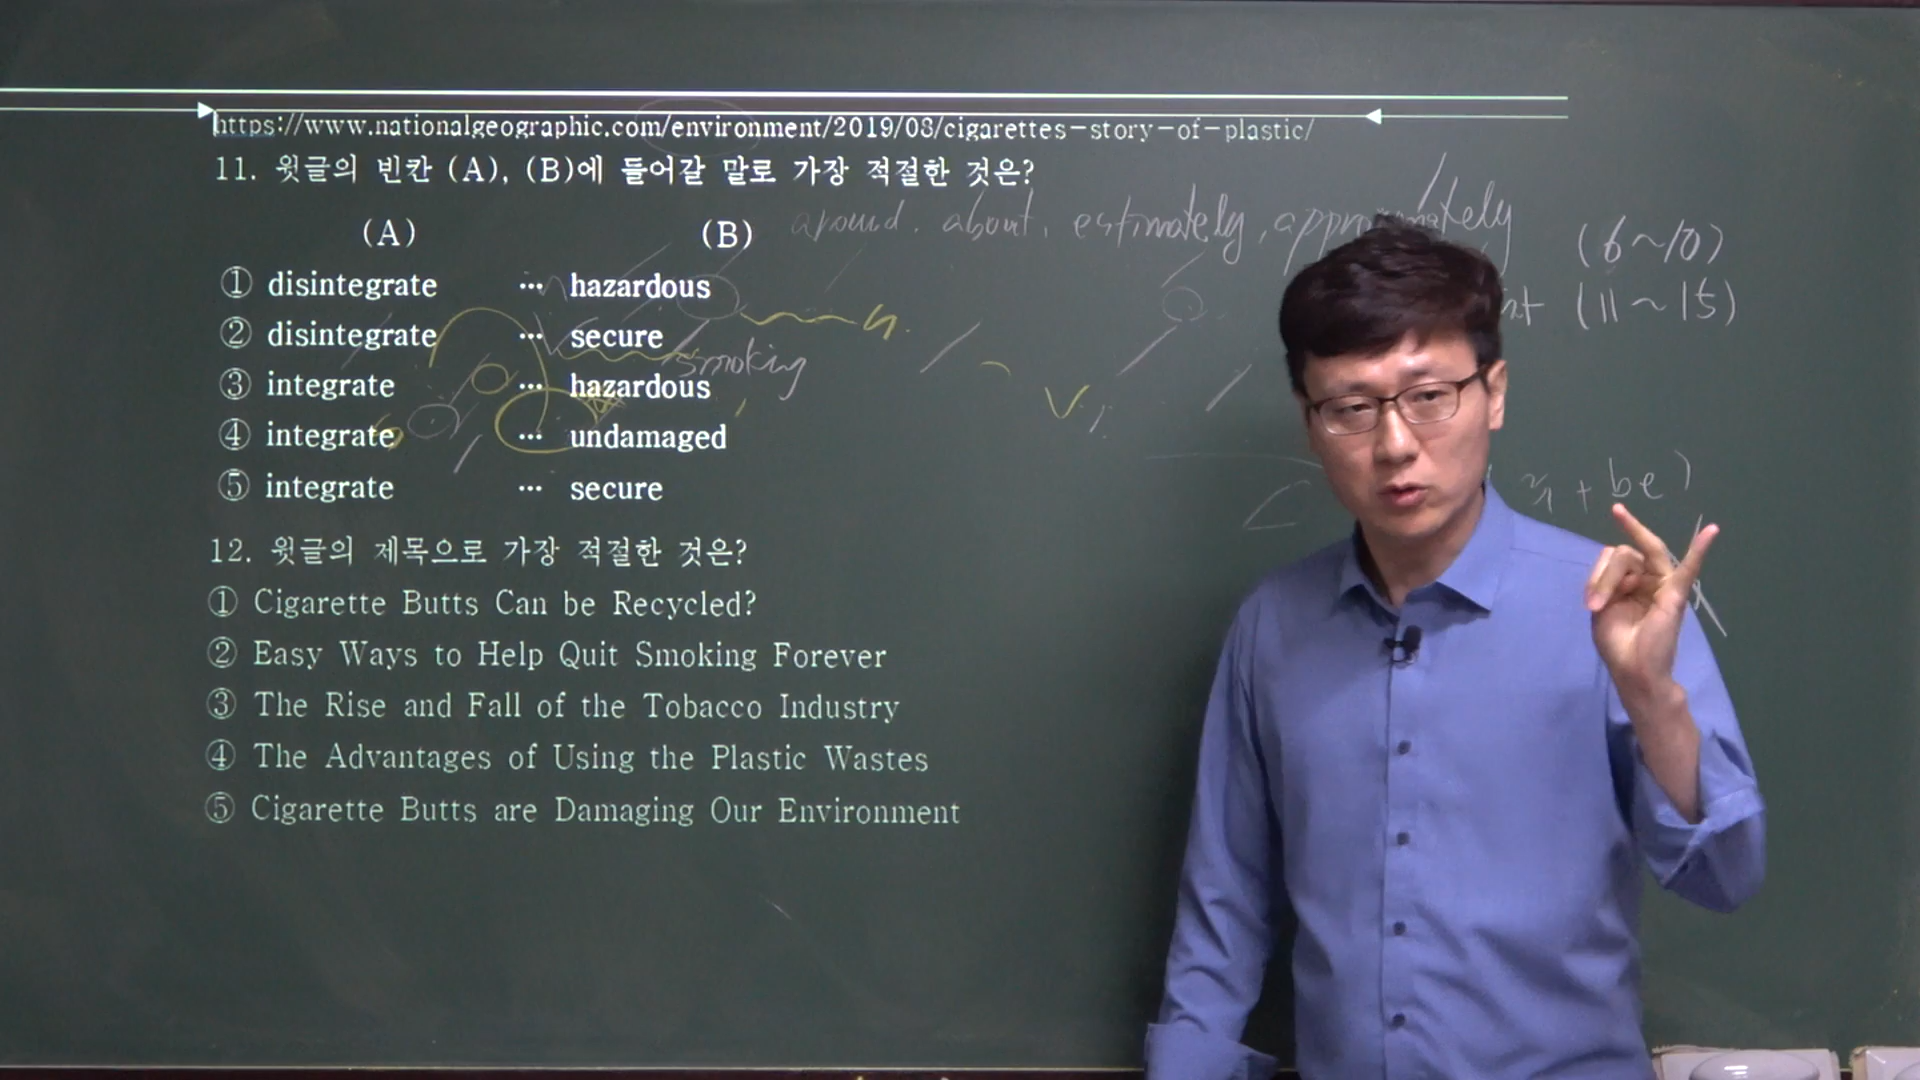 https://www.nationalgeographic.com/environment/2019/08/cigarettes-story-of-plastic/
11. 윗글의 빈칸 (A), (B)에 들어갈 말로 가장 적절한 것은?
(A) (B)
around. about, estimately, approximately
(6~10)
① disintegrate ··· hazardous
(11~15)
② disintegrate ··· secure
smoking
③ integrate ··· hazardous
④ integrate ··· undamaged
⑤ integrate ··· secure
+ be)
12. 윗글의 제목으로 가장 적절한 것은?
① Cigarette Butts Can be Recycled?
② Easy Ways to Help Quit Smoking Forever
③ The Rise and Fall of the Tobacco Industry
④ The Advantages of Using the Plastic Wastes
⑤ Cigarette Butts are Damaging Our Environment